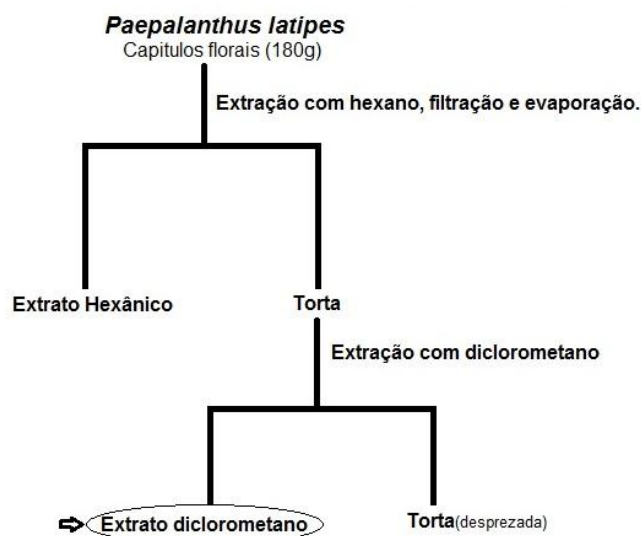 Paepalanthus latipes
Capitulos florais (180g)
Extração com hexano, filtração e evaporação.
Extrato Hexânico
Torta
Extração com diclorometano
Extrato diclorometano
Torta(desprezada)